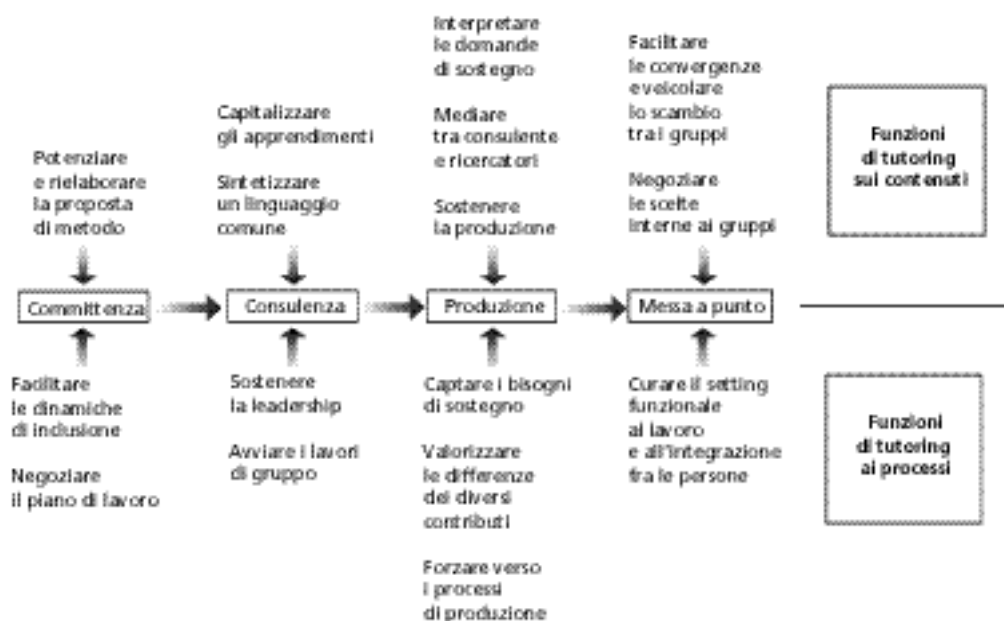 Potenziare
e rielaborare
la proposta
di metodo
Capitalizzare
gli apprendimenti
Sintetizzare
un linguaggio
comune
Interpretare
le domande
di sostegno
Mediare
tra consulente
e ricercatori
Sostenere
la produzione
Facilitare
le convergenze
e veicolare
lo scambio
tra i gruppi
Negoziare
le scelte
interne ai gruppi
Funzioni
di tutoring
sui contenuti
Committenza
Consulenza
Produzione
Messa a punto
Facilitare
le dinamiche
di inclusione
Negoziare
il piano di lavoro
Sostenere
la leadership
Avviare i lavori
di gruppo
Captare i bisogni
di sostegno
Valorizzare
le differenze
dei diversi
contributi
Forzare verso
i processi
di produzione
Curare il setting
funzionale
al lavoro
e all'integrazione
fra le persone
Funzioni
di tutoring
ai processi